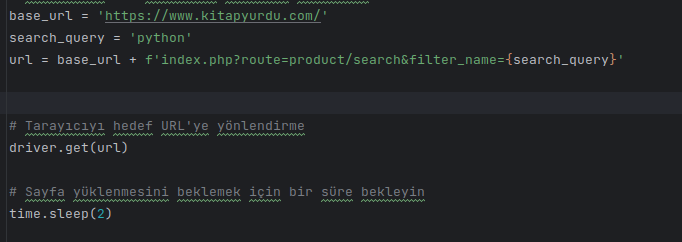 base_url = 'https://www.kitapyurdu.com/'
search_query = 'python'
url = base_url + f'index.php?route=product/search&filter_name={search_query}'
# Tarayıcıyı hedef URL'ye yönlendirme
driver.get(url)
# Sayfa yüklenmesini beklemek için bir süre bekleyin
time.sleep(2)